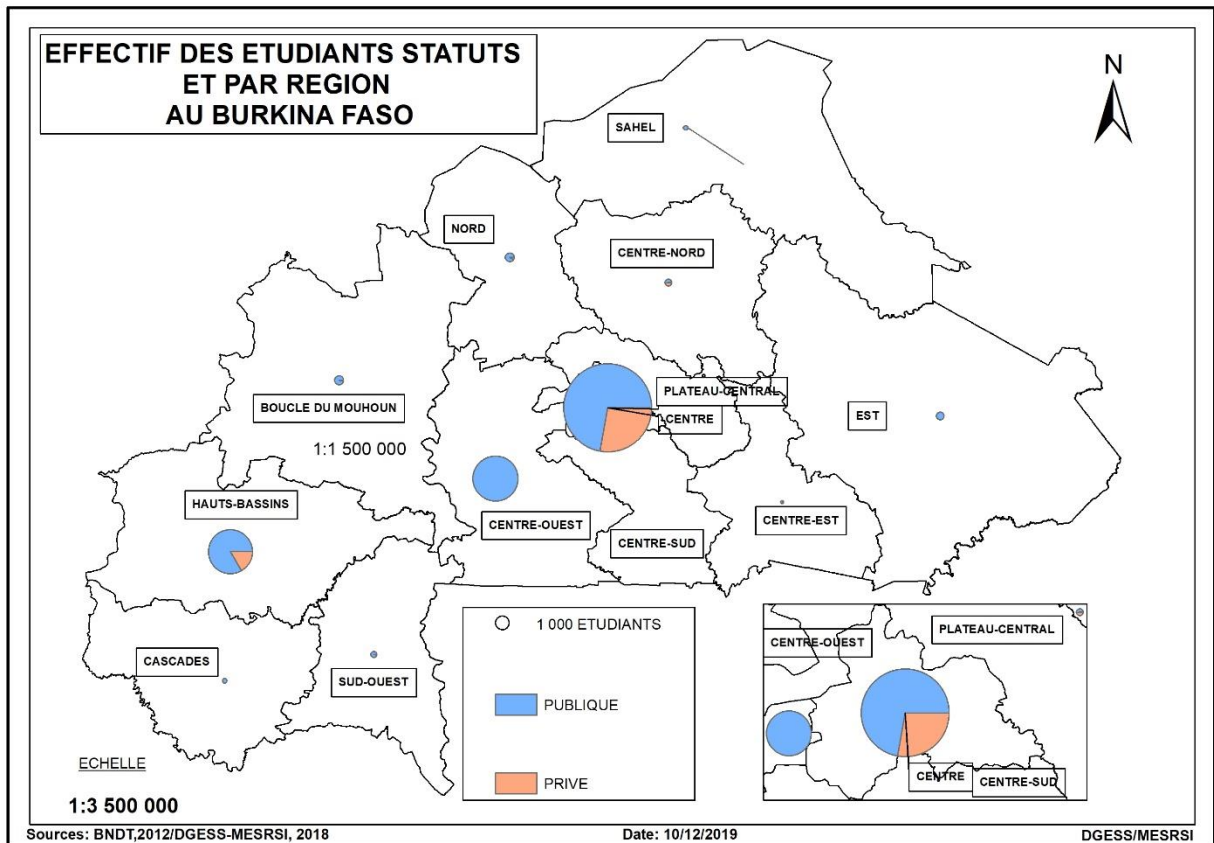 EFFECTIF DES ETUDIANTS STATUTS
ET PAR REGION
AU BURKINA FASO
N
SAHEL
NORD
CENTRE-NORD
PLATEAU-CENTRAL
BOUCLE DU MOUHOUN
CENTRE
EST
1:1 500 000
HAUTS-BASSINS
CENTRE-OUEST
CENTRE-EST
CENTRE-SUD
CASCADES
SUD-OUEST
1 000 ETUDIANTS
PUBLIQUE
PRIVE
PLATEAU-CENTRAL
CENTRE-OUEST
CENTRE
CENTRE-SUD
ECHELLE
1:3 500 000
Sources: BNDT,2012/DGESS-MESRSI, 2018
Date: 10/12/2019
DGESS/MESRSI